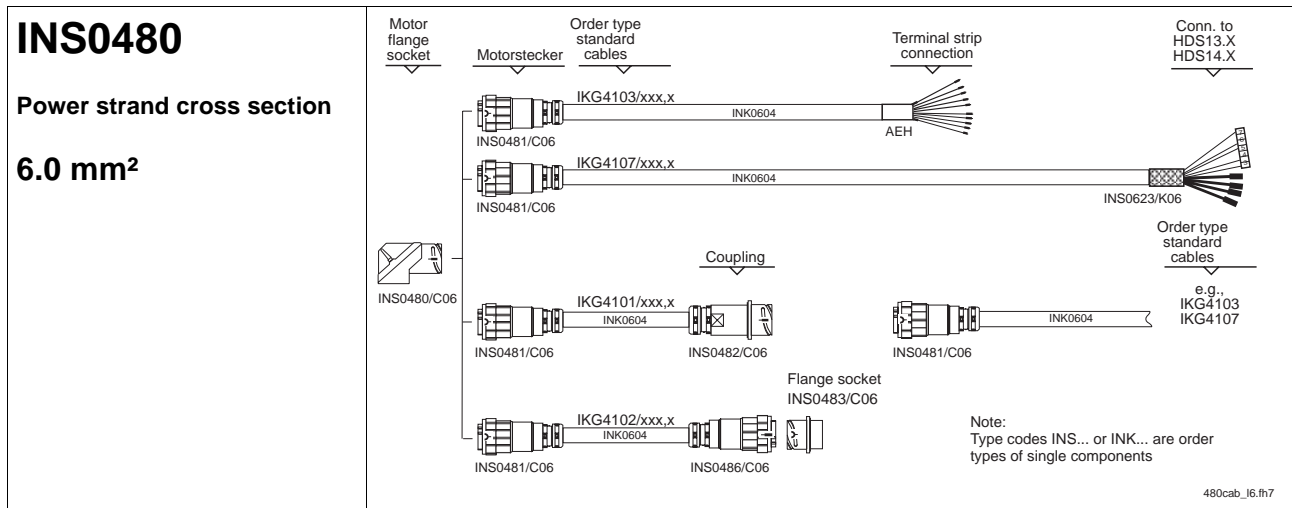 INS0480
Power strand cross section
6.0 mm²
Motor
flange
socket
Motorstecker
Order type
standard
cables
Terminal strip
connection
Conn. to
HDS13.X
HDS14.X
IKG4103/xxx,x
INK0604
INS0481/C06
AEH
IKG4107/xxx,x
INK0604
INS0481/C06
INS0623/K06
INS0480/C06
Coupling
Order type
standard
cables
e.g.,
IKG4103
IKG4107
IKG4101/xxx,x
INK0604
INS0481/C06
INS0482/C06
INK0604
INS0481/C06
Flange socket
INS0483/C06
IKG4102/xxx,x
INK0604
INS0481/C06
INS0486/C06
Note:
Type codes INS... or INK... are order
types of single components
480cab_l6.fh7